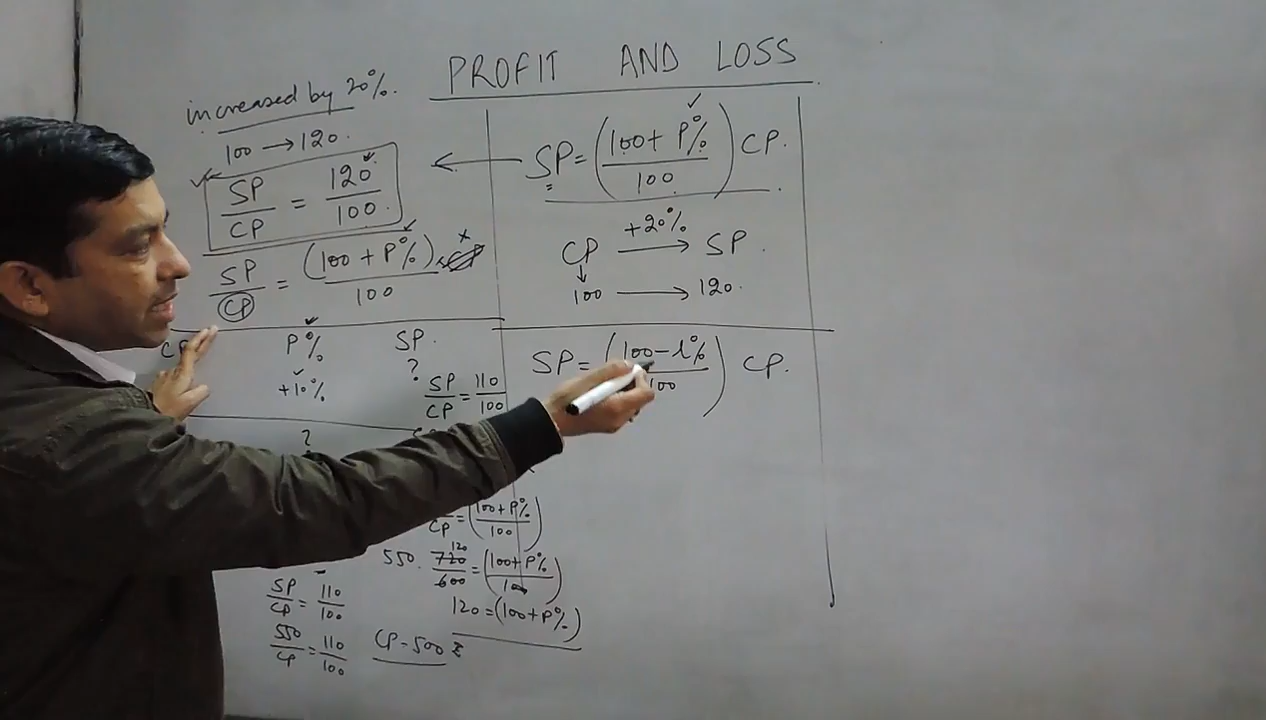 PROFIT AND LOSS
increased by 20%.
100 → 120.
SP/CP = 120/100.
SP/CP = (100 + P%)/100
CP P% SP.
+10% ?
SP/CP = 110/100
?
CP = (100+P%/100)
550. 720/600 = (100+P%/100)
120
120 = (100+P%)
SP/CP = 110/100
550/CP = 110/100
CP = 500
SP = (100 + P%/100) CP.
CP +20% → SP.
↓
100 → 120.
SP = (100 - l%/100) CP.